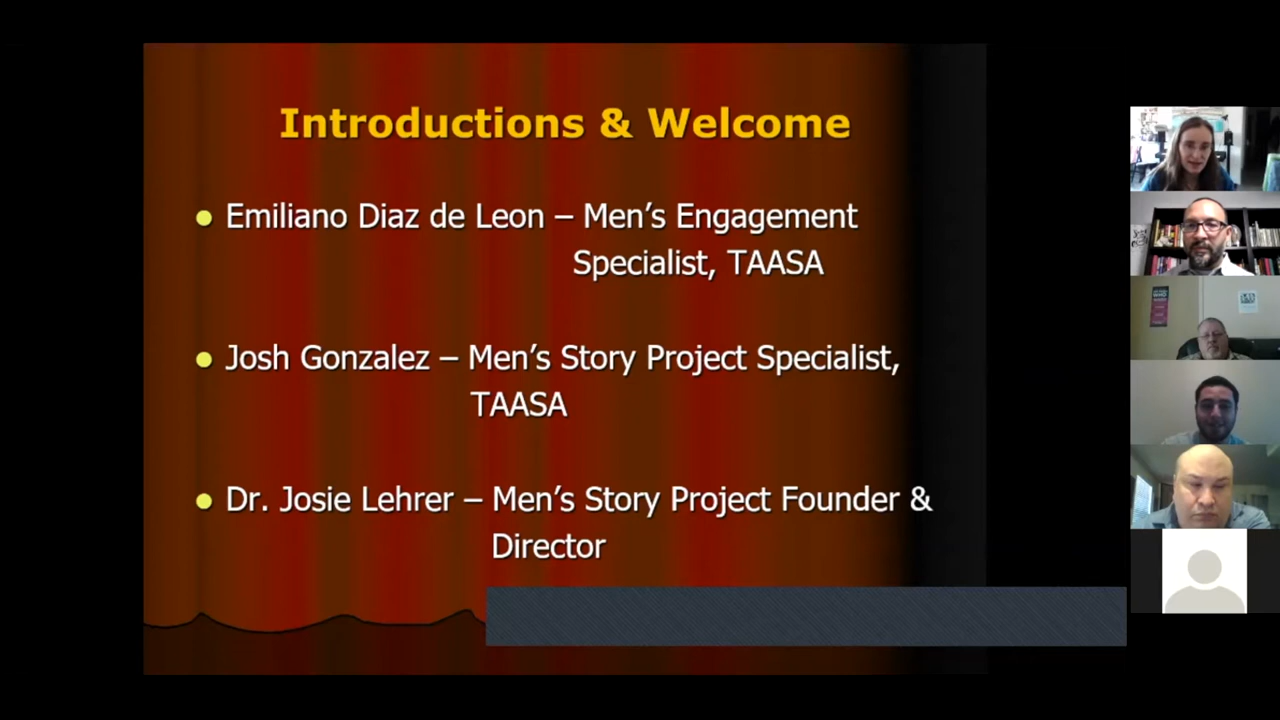 Introductions & Welcome
● Emiliano Diaz de Leon – Men’s Engagement
Specialist, TAASA
● Josh Gonzalez – Men’s Story Project Specialist,
TAASA
● Dr. Josie Lehrer – Men’s Story Project Founder &
Director